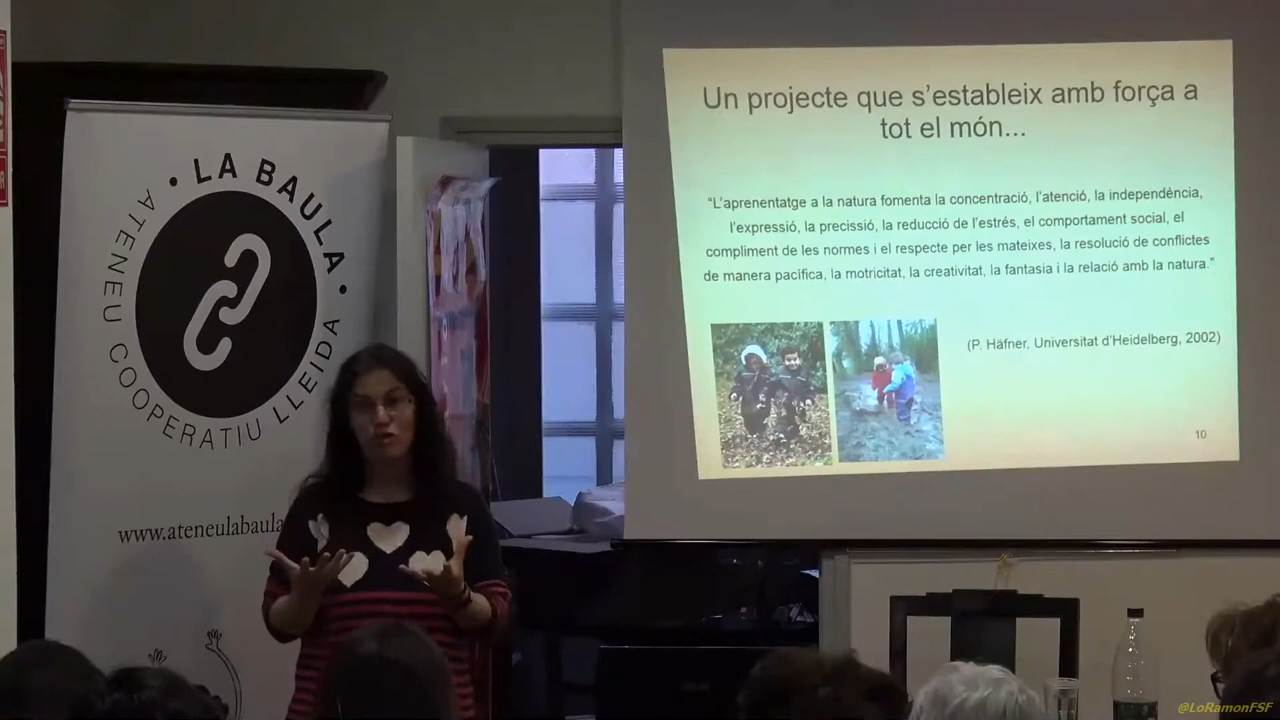 • LA BAULA •
ATENEU COOPERATIU LLEIDA
www.ateneulabaula
Un projecte que s'estableix amb força a
tot el món...
“L'aprenentatge a la natura fomenta la concentració, l'atenció, la independència,
l'expressió, la precissió, la reducció de l'estrés, el comportament social, el
compliment de les normes i el respecte per les mateixes, la resolució de conflictes
de manera pacífica, la motricitat, la creativitat, la fantasia i la relació amb la natura.”
(P. Häfner, Universitat d'Heidelberg, 2002)
10
@LoRamonFSF